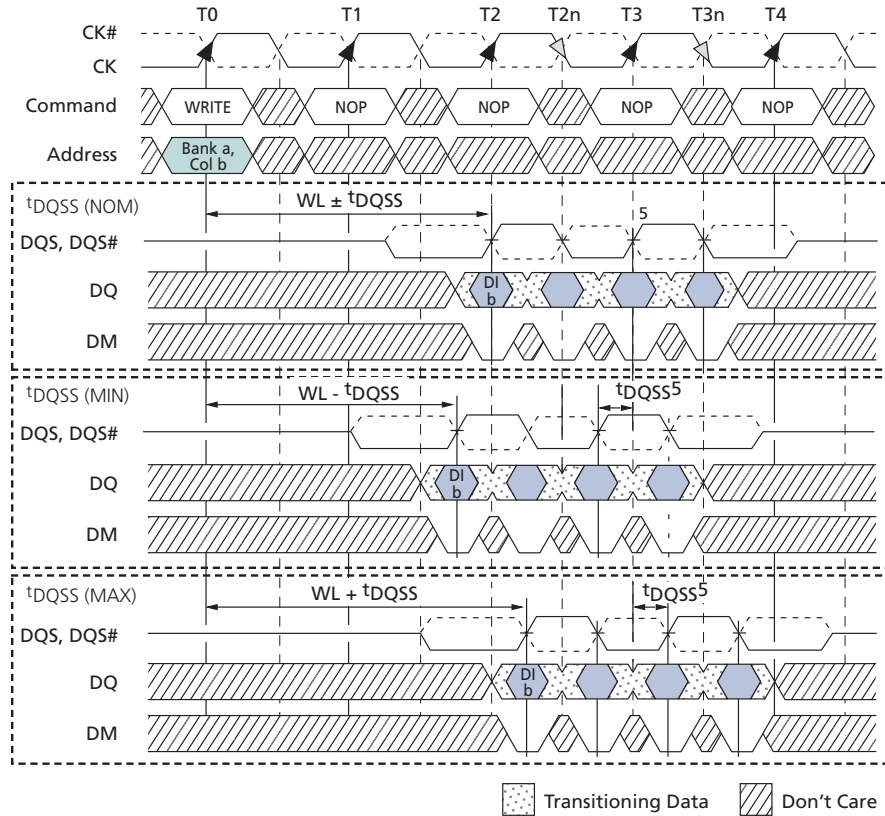 T0 T1 T2 T2n T3 T3n T4
CK#
CK
Command WRITE NOP NOP NOP NOP
Address Bank a,
Col b
tDQSS (NOM) WL ± tDQSS
5
DQS, DQS#
DQ DI
b
DM
tDQSS (MIN) WL - tDQSS tDQSS5
DQS, DQS#
DQ DI
b
DM
tDQSS (MAX) WL + tDQSS tDQSS5
DQS, DQS#
DQ DI
b
DM
Transitioning Data Don't Care